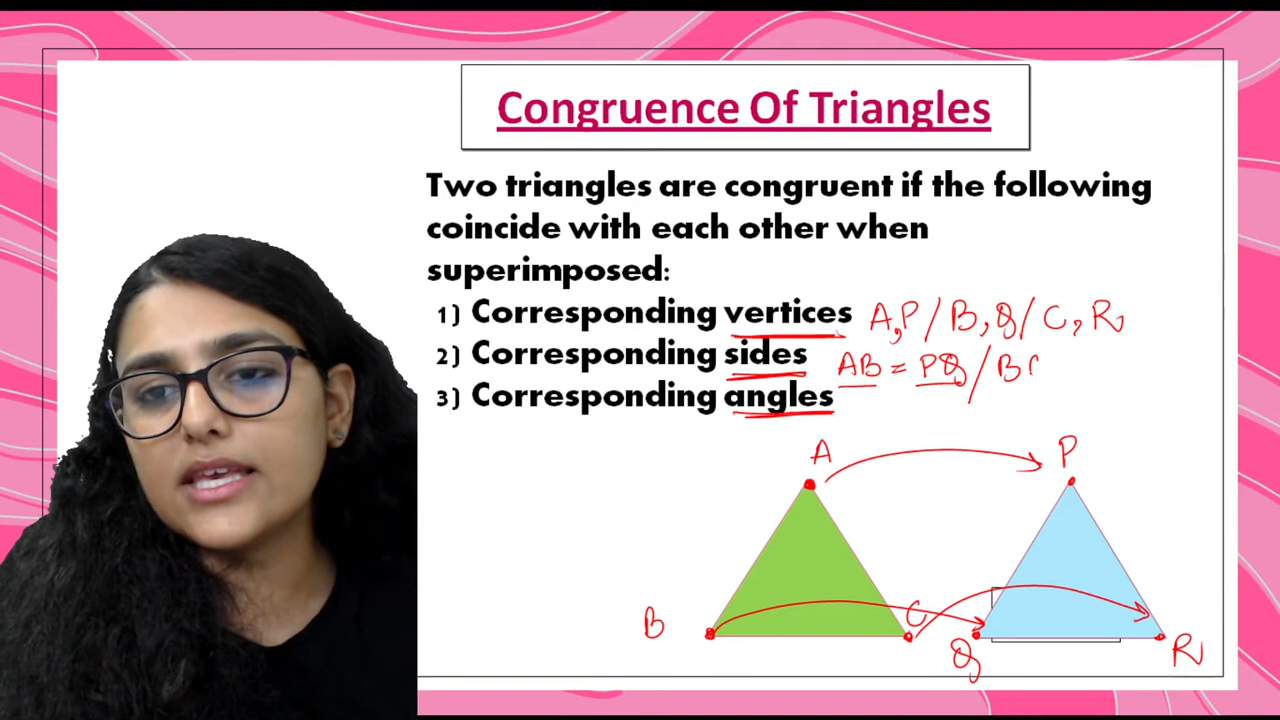 Congruence Of Triangles
Two triangles are congruent if the following
coincide with each other when
superimposed:
1) Corresponding vertices A,P / B, Q / C, R
2) Corresponding sides AB = PQ / BC
3) Corresponding angles
A P
B C Q R